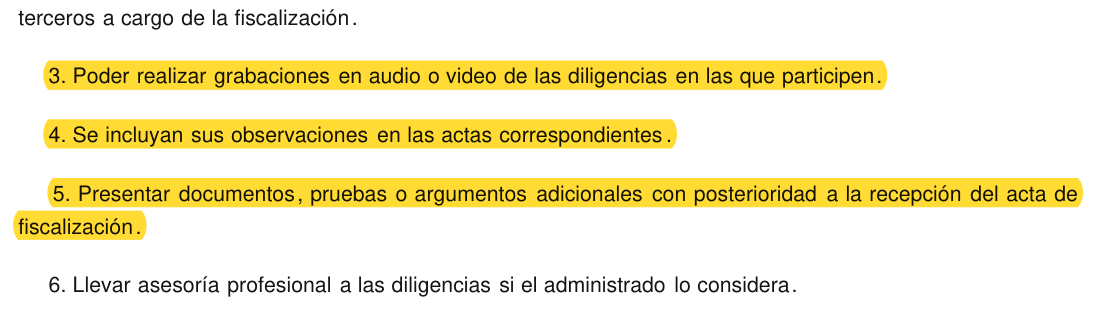 terceros a cargo de la fiscalización.
3. Poder realizar grabaciones en audio o video de las diligencias en las que participen.
4. Se incluyan sus observaciones en las actas correspondientes.
5. Presentar documentos, pruebas o argumentos adicionales con posterioridad a la recepción del acta de
fiscalización.
6. Llevar asesoría profesional a las diligencias si el administrado lo considera.